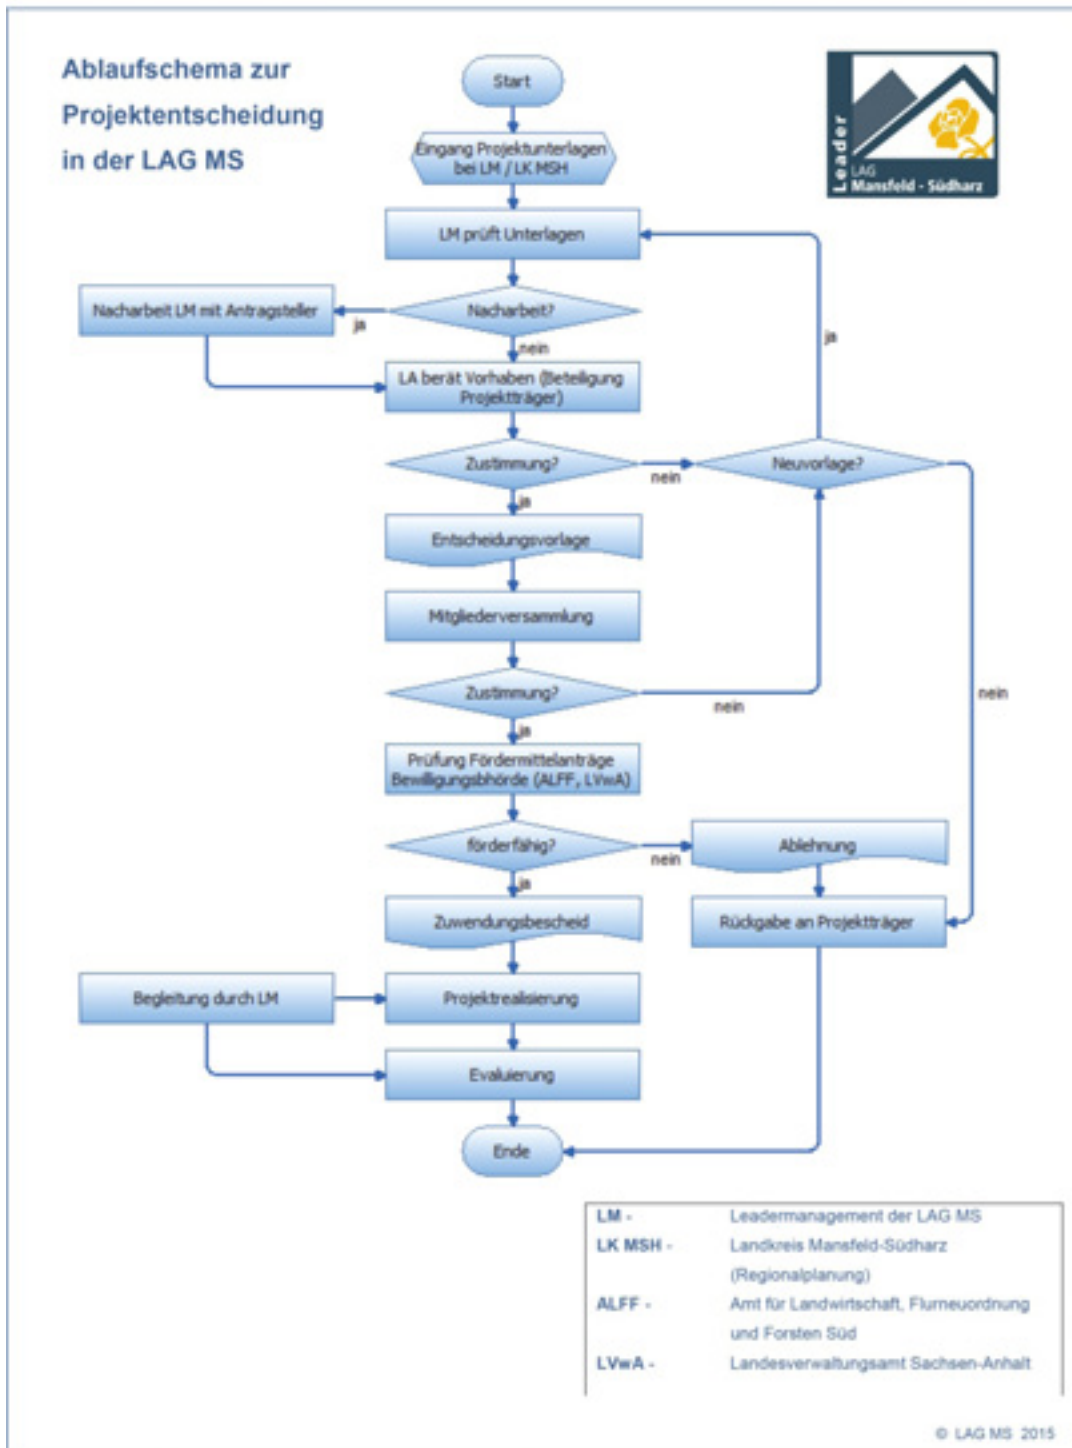 Ablaufschema zur
Projektentscheidung
in der LAG MS
Leader
LAG
Mansfeld - Südharz
Start
Eingang Projektunterlagen
bei LM / LK MSH
LM prüft Unterlagen
Nacharbeit LM mit Antragsteller
ja
Nacharbeit?
ja
nein
LA berät Vorhaben (Beteiligung
Projektträger)
Zustimmung?
nein
Neuvorlage?
ja
Entscheidungsvorlage
Mitgliederversammlung
Zustimmung?
nein
nein
ja
Prüfung Fördermittelanträge
Bewilligungsbhörde (ALFF, LVwA)
förderfähig?
nein
Ablehnung
ja
Zuwendungsbescheid
Rückgabe an Projektträger
Begleitung durch LM
Projektrealisierung
Evaluierung
Ende
LM - Leadermanagement der LAG MS
LK MSH - Landkreis Mansfeld-Südharz
(Regionalplanung)
ALFF - Amt für Landwirtschaft, Flurneuordnung
und Forsten Süd
LVwA - Landesverwaltungsamt Sachsen-Anhalt
© LAG MS 2015